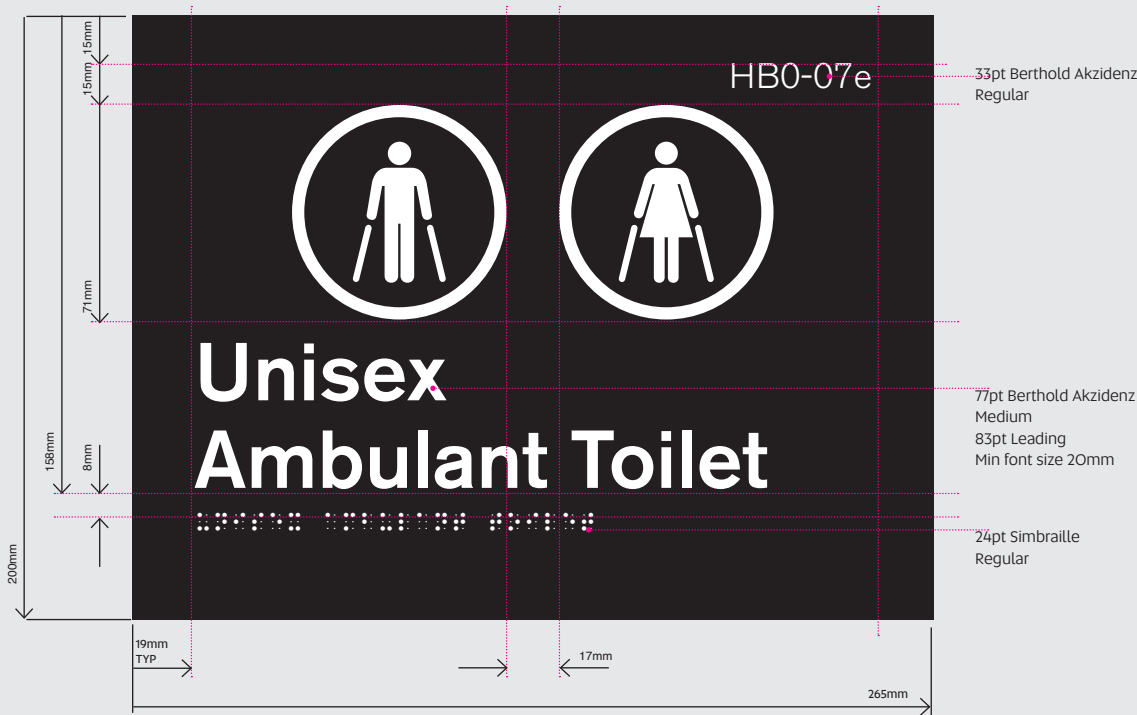 15mm
15mm
HB0-07e
33pt Berthold Akzidenz
Regular
71mm
Unisex
77pt Berthold Akzidenz
Medium
83pt Leading
Min font size 20mm
Ambulant Toilet
158mm
8mm
24pt Simbraille
Regular
200mm
19mm
TYP
17mm
265mm